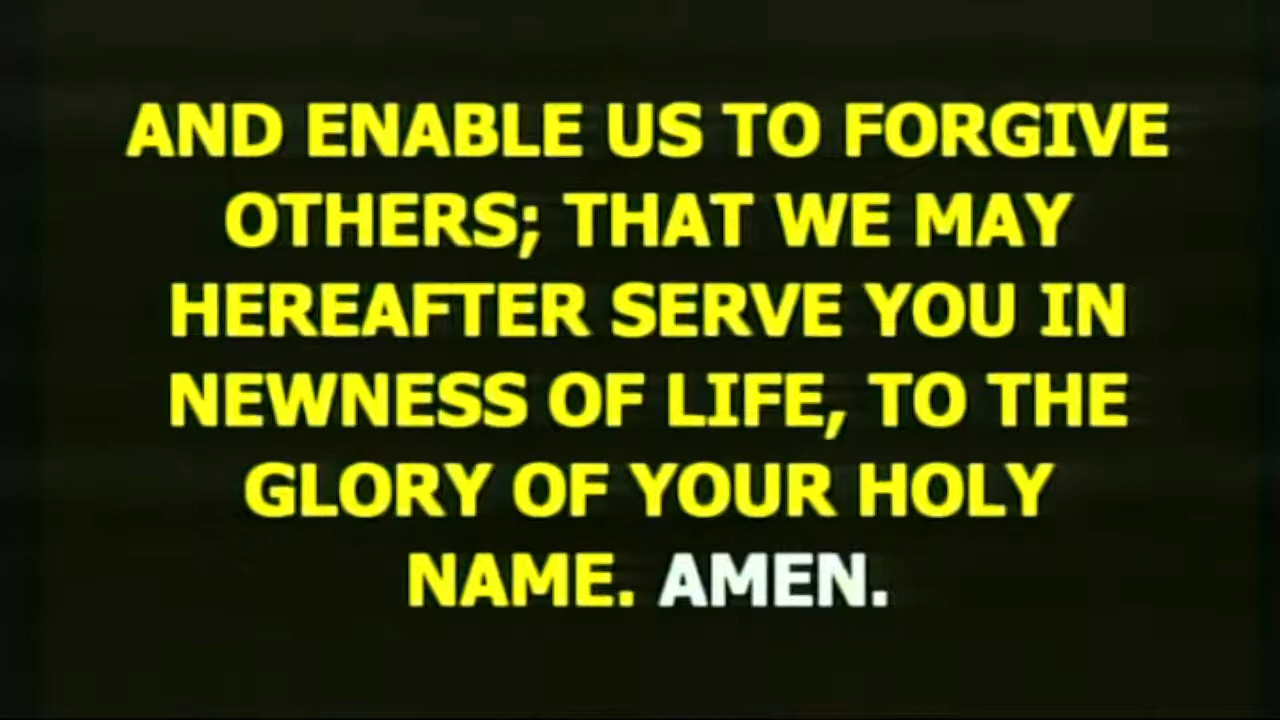 AND ENABLE US TO FORGIVE
OTHERS; THAT WE MAY
HEREAFTER SERVE YOU IN
NEWNESS OF LIFE, TO THE
GLORY OF YOUR HOLY
NAME. AMEN.